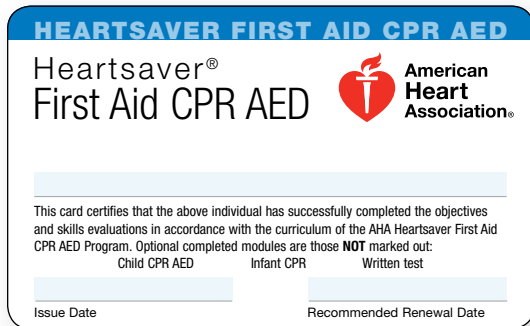 HEARTSAVER FIRST AID CPR AED
Heartsaver®
First Aid CPR AED
American
Heart
Association®
This card certifies that the above individual has successfully completed the objectives
and skills evaluations in accordance with the curriculum of the AHA Heartsaver First Aid
CPR AED Program. Optional completed modules are those NOT marked out:
Child CPR AED Infant CPR Written test
Issue Date Recommended Renewal Date